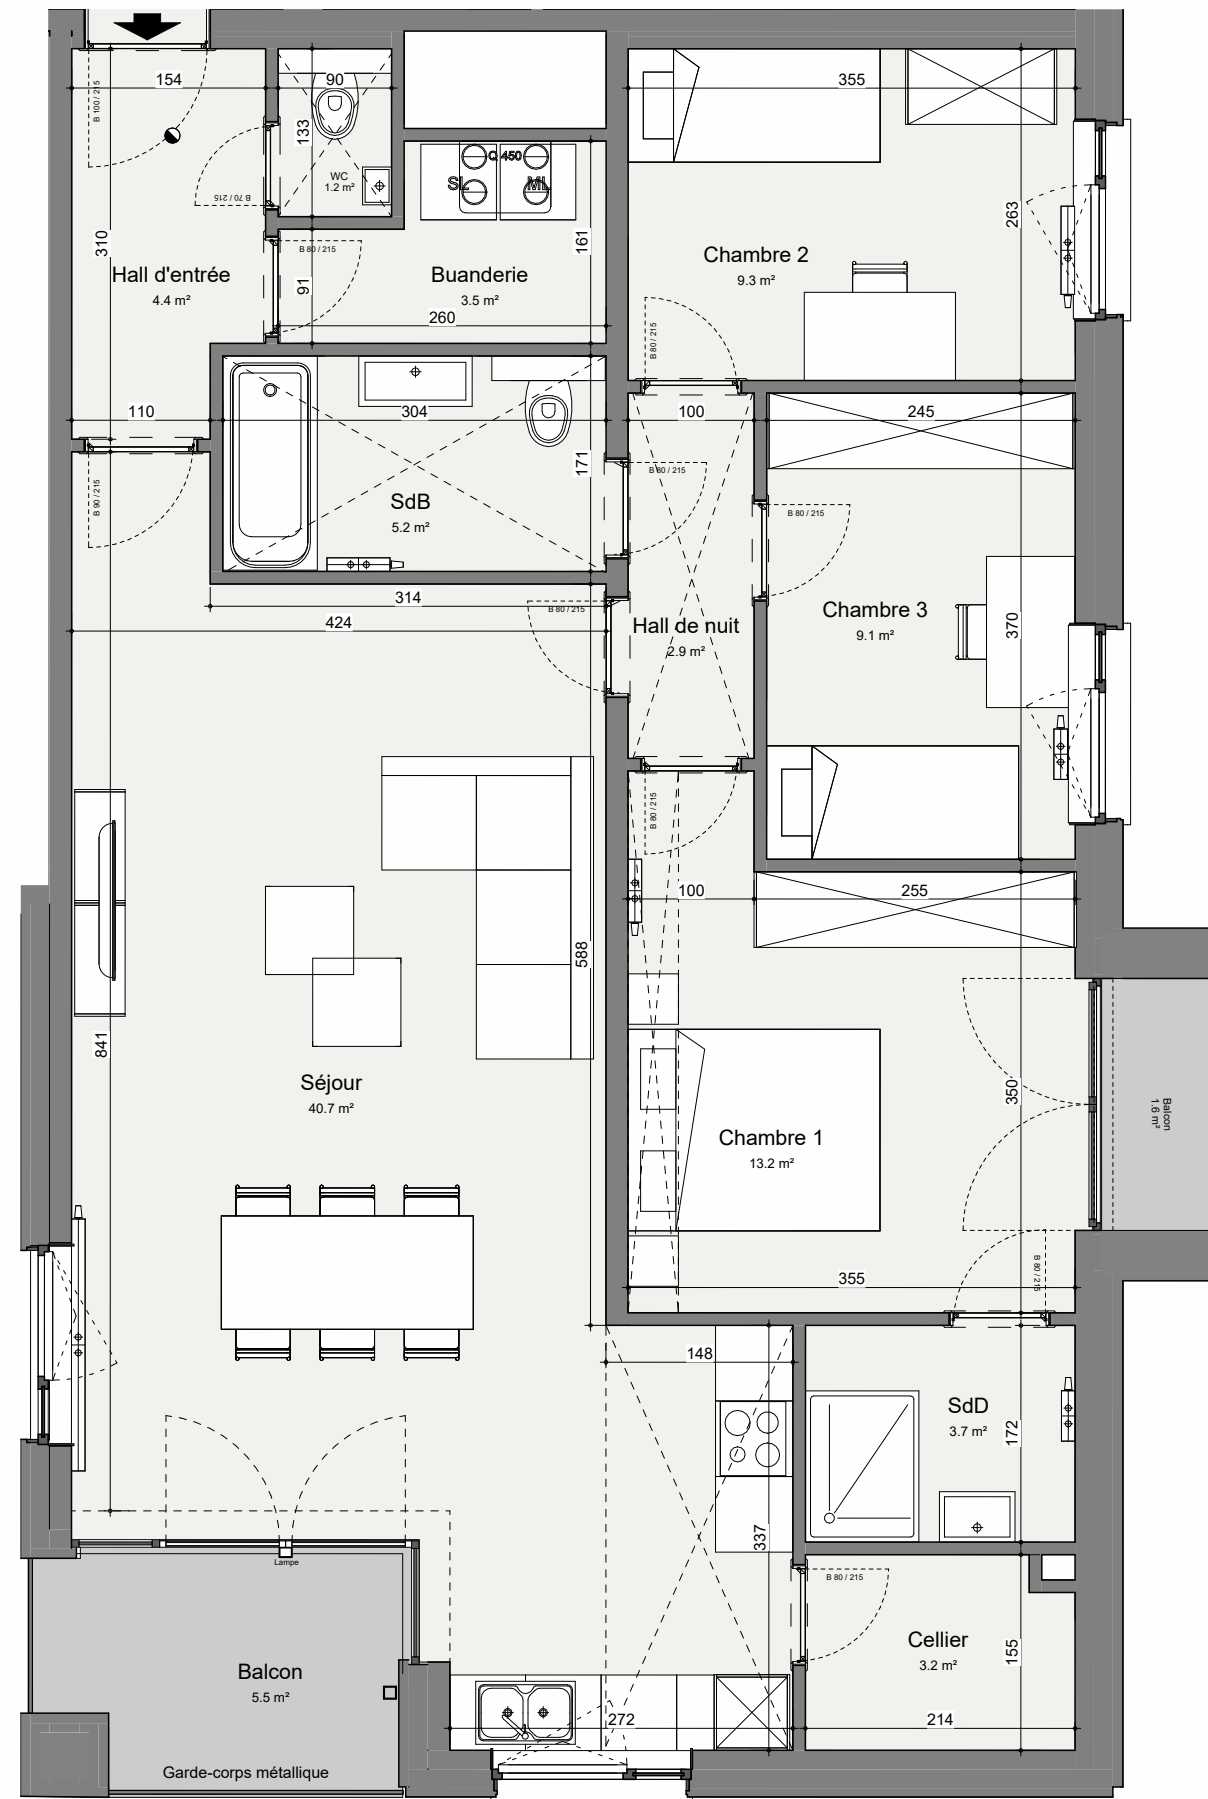 154
90
355
B 100 / 215
133
Q 450
SL
ML
WC
1.2 m²
B 70 / 215
310
263
161
B 80 / 215
Hall d'entrée
4.4 m²
91
Buanderie
3.5 m²
Chambre 2
9.3 m²
260
B 80 / 215
110
304
100
245
171
B 80 / 215
B 90 / 215
SdB
5.2 m²
B 80 / 215
314
B 80 / 215
424
Hall de nuit
2.9 m²
Chambre 3
9.1 m²
370
B 80 / 215
100
255
588
841
Séjour
40.7 m²
350
Balcon
1.6 m²
Chambre 1
13.2 m²
355
B 80 / 215
148
SdD
3.7 m²
172
337
Lampe
B 80 / 215
Cellier
3.2 m²
155
Balcon
5.5 m²
272
214
Garde-corps métallique